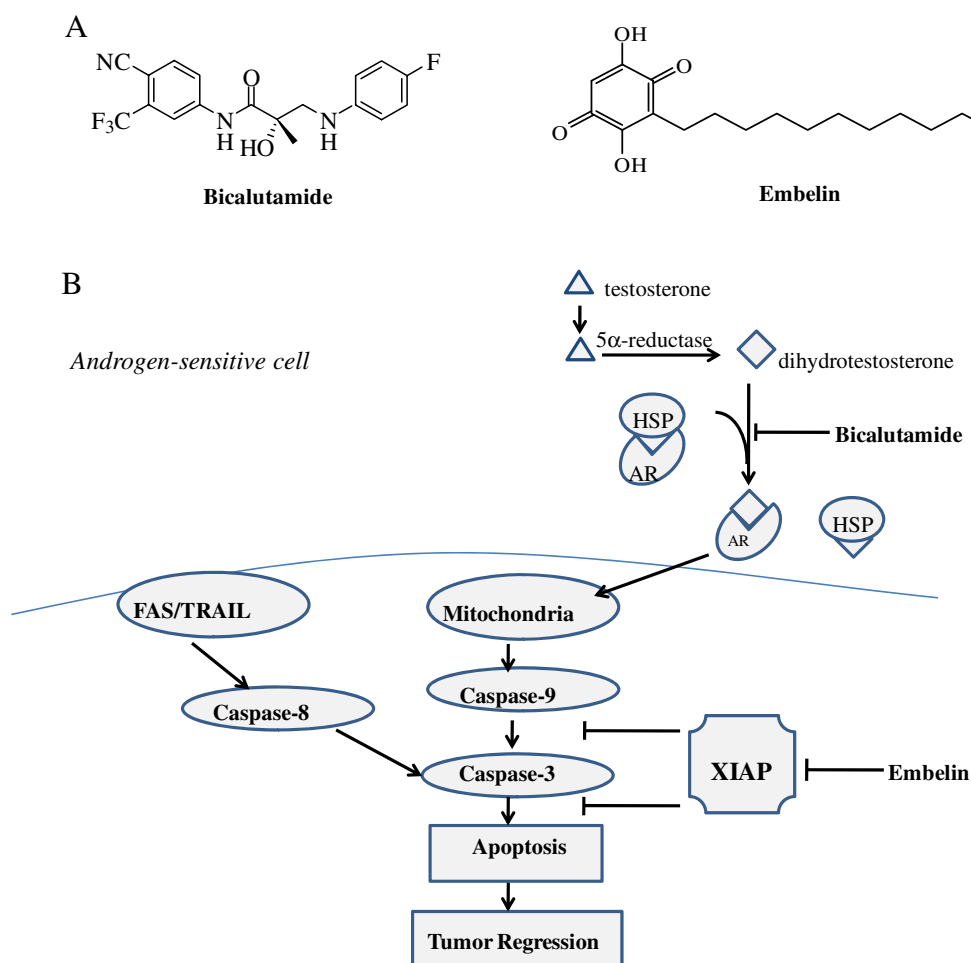 A
NC
F₃C
O
N
H
HO
N
H
F
Bicalutamide
OH
O
O
OH
Embelin
B
Androgen-sensitive cell
testosterone
5α-reductase
dihydrotestosterone
HSP
AR
Bicalutamide
AR
HSP
FAS/TRAIL
Mitochondria
Caspase-8
Caspase-9
Caspase-3
XIAP
Embelin
Apoptosis
Tumor Regression